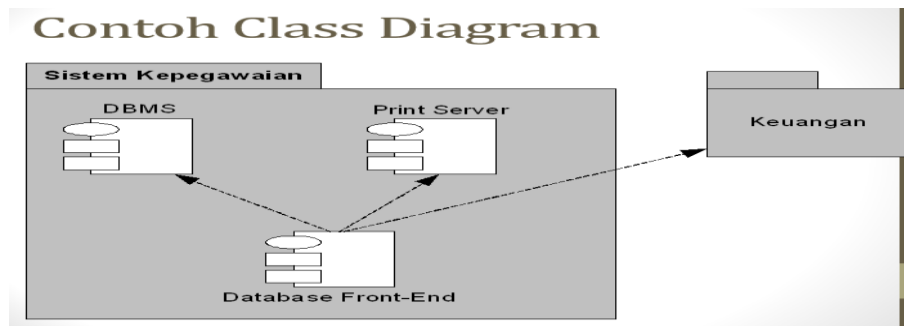 Contoh Class Diagram
Sistem Kepegawaian
DBMS
Print Server
Keuangan
Database Front-End